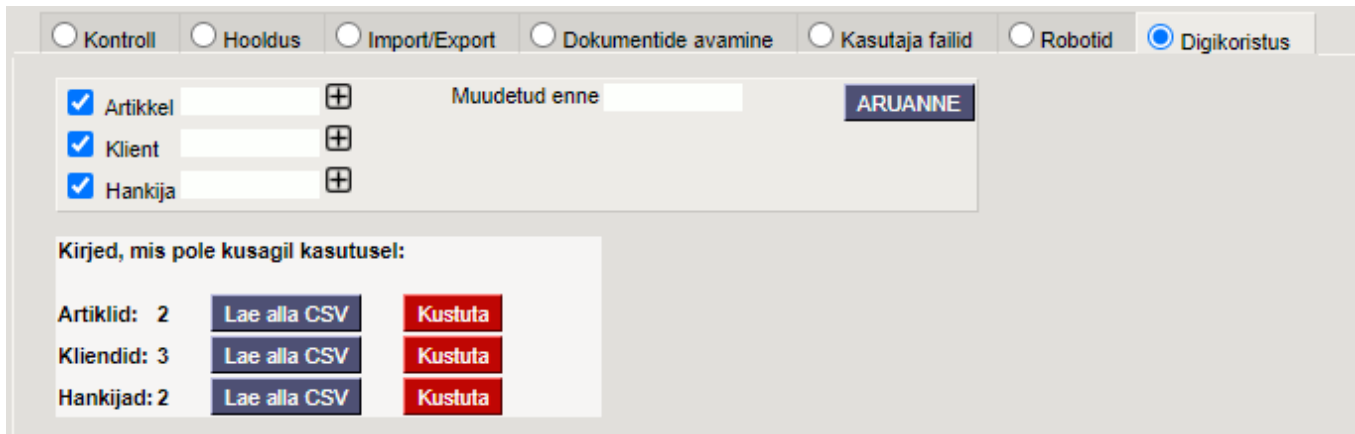 Kontroll Hooldus Import/Export Dokumentide avamine Kasutaja failid Robotid Digikoristus
Artikkel Muudetud enne ARUANNE
Klient
Hankija
Kirjed, mis pole kusagil kasutusel:
Artiklid: 2 Lae alla CSV Kustuta
Kliendid: 3 Lae alla CSV Kustuta
Hankijad: 2 Lae alla CSV Kustuta